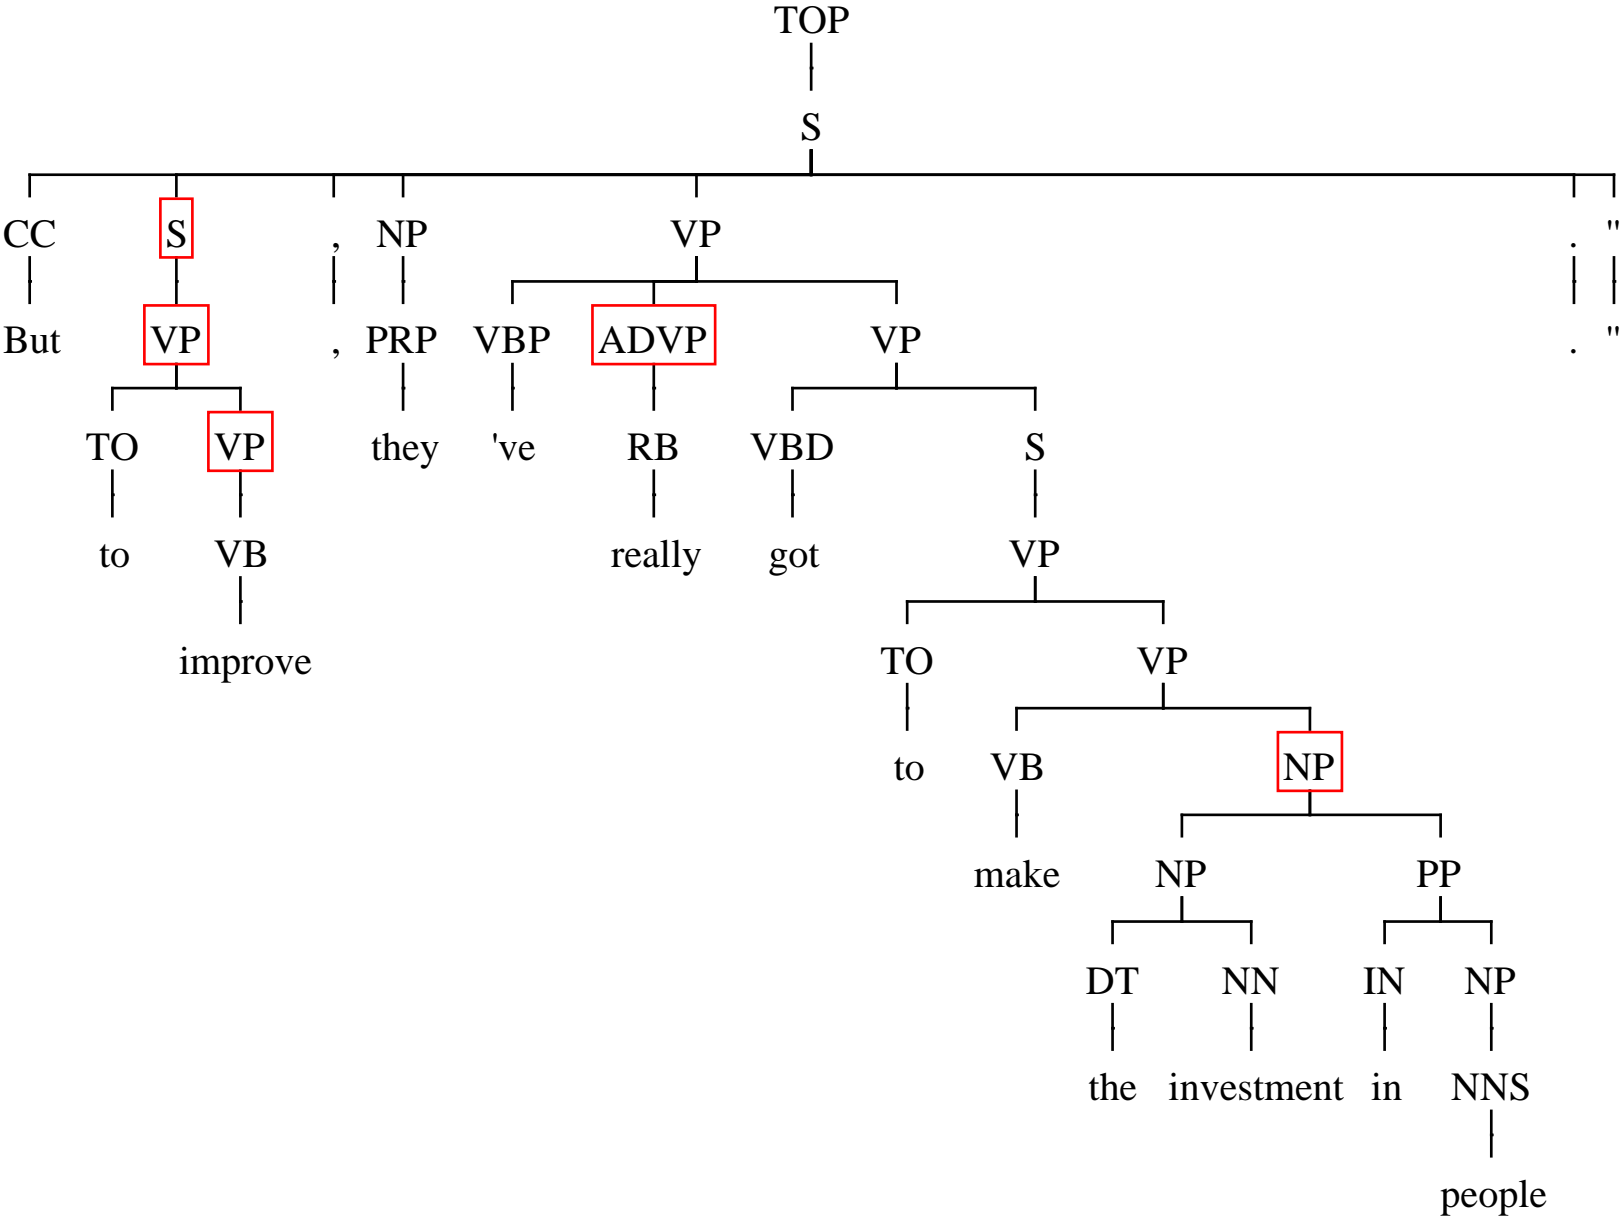 TOP
S
CC S , NP VP . "
But VP , PRP VBP ADVP VP . "
TO VP they 've RB VBD S
to VB really got VP
improve TO VP
to VB NP
make NP PP
DT NN IN NP
the investment in NNS
people